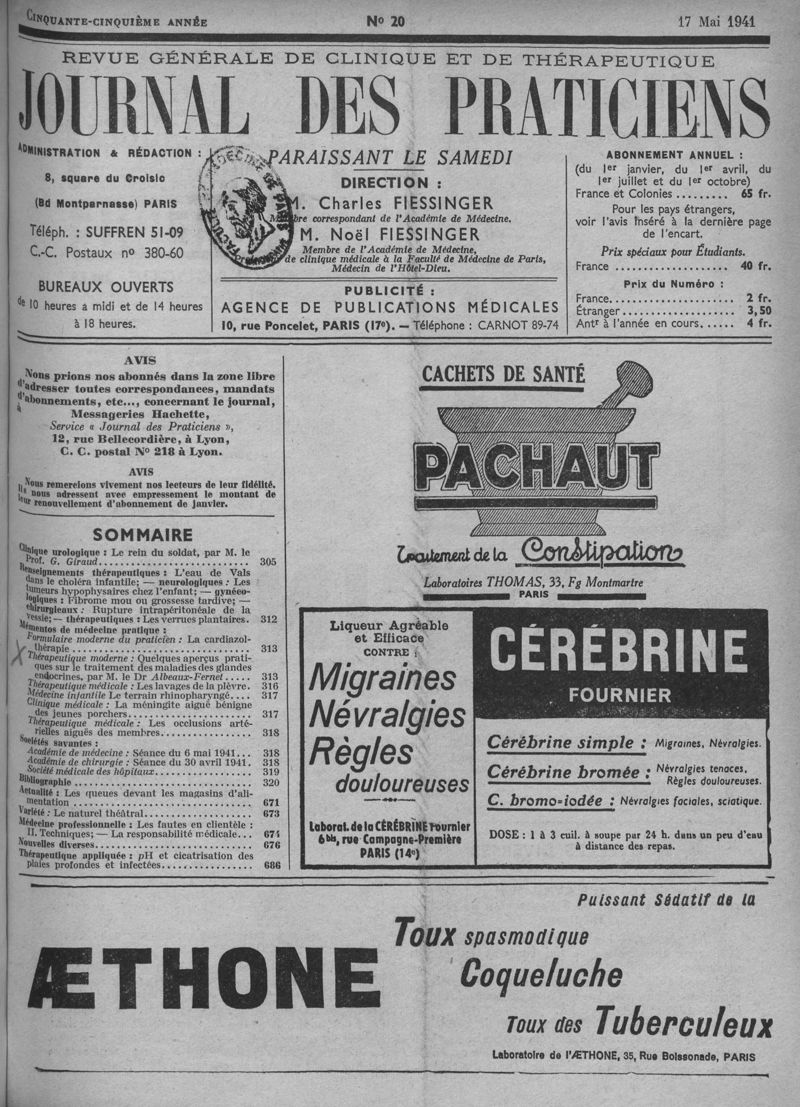 CINQUANTE-CINQUIÈME ANNÉE
No 20
17 Mai 1941
REVUE GÉNÉRALE DE CLINIQUE ET DE THÉRAPEUTIQUE
JOURNAL DES PRATICIENS
ADMINISTRATION & RÉDACTION :
8, square du Croisic
(Bd Montparnasse) PARIS
Téléph. : SUFFREN 51-09
C.-C. Postaux no 380-60
BUREAUX OUVERTS
de 10 heures a midi et de 14 heures
à 18 heures.
PARAISSANT LE SAMEDI
DIRECTION :
M. Charles FIESSINGER
Membre correspondant de l'Académie de Médecine,
M. Noël FIESSINGER
Membre de l'Académie de Médecine,
de clinique médicale à la Faculté de Médecine de Paris,
Médecin de l'Hôtel-Dieu.
PUBLICITÉ :
AGENCE DE PUBLICATIONS MÉDICALES
10, rue Poncelet, PARIS (17e). — Téléphone : CARNOT 89-74
ABONNEMENT ANNUEL :
(du 1er janvier, du 1er avril, du
1er juillet et du 1er octobre)
France et Colonies ......... 65 fr.
Pour les pays étrangers,
voir l'avis inséré à la dernière page
de l'encart.
Prix spéciaux pour Étudiants.
France ................... 40 fr.
Prix du Numéro :
France..................... 2 fr.
Étranger................... 3,50
Antr à l'année en cours...... 4 fr.
AVIS
Nous prions nos abonnés dans la zone libre
d'adresser toutes correspondances, mandats
d'abonnements, etc..., concernant le journal,
à Messageries Hachette,
Service « Journal des Praticiens »,
12, rue Bellecordière, à Lyon,
C. C. postal No 218 à Lyon.
AVIS
Nous remercions vivement nos lecteurs de leur fidélité.
Ils nous adressent avec empressement le montant de
leur renouvellement d'abonnement de janvier.
SOMMAIRE
Clinique urologique : Le rein du soldat, par M. le
Prof. G. Giraud............................ 305
Renseignements thérapeutiques : L'eau de Vals
dans le choléra infantile; — neurologiques : Les
tumeurs hypophysaires chez l'enfant; — gynéco-
logiques : Fibrome mou ou grossesse tardive; —
chirurgieaux : Rupture intrapéritonéale de la
vessie; — thérapeutiques : Les verrues plantaires. 312
Mémentos de médecine pratique :
Formulaire moderne du praticien : La cardiazol-
thérapie ............................ 313
Thérapeutique moderne : Quelques aperçus prati-
ques sur le traitement des maladies des glandes
endocrines, par M. le Dr Albeaux-Fernet ..... 313
Thérapeutique médicale : Les lavages de la plèvre. 316
Médecine infantile Le terrain rhinopharyngé.... 317
Clinique médicale : La méningite aiguë bénigne
des jeunes porchers...................... 317
Thérapeutique médicale : Les occlusions arté-
rielles aiguës des membres................. 318
Sociétés savantes :
Académie de médecine : Séance du 6 mai 1941... 318
Académie de chirurgie : Séance du 30 avril 1941. 318
Société médicale des hôpitaux................. 319
Bibliographie ............................ 320
Actualité : Les queues devant les magasins d'ali-
mentation ............................ 671
Variété : Le naturel théâtral................... 673
Médecine professionnelle : Les fautes en clientèle :
II. Techniques; — La responsabilité médicale... 674
Nouvelles diverses............................ 676
Thérapeutique appliquée : pH et cicatrisation des
plaies profondes et infectées................. 686
CACHETS DE SANTÉ
PACHAUT
Traitement de la Constipation
Laboratoires THOMAS, 33, Fg Montmartre
PARIS
Liqueur Agréable
et Efficace
CONTRE :
Migraines
Névralgies
Règles
douloureuses
Laborat. de la CÉRÉBRINE Fournier
6bis, rue Campagne-Première
PARIS (14e)
CÉRÉBRINE
FOURNIER
Cérébrine simple : Migraines, Névralgies.
Cérébrine bromée : Névralgies tenaces,
Règles douloureuses.
C. bromo=iodée : Névralgies faciales, sciatique.
DOSE : 1 à 3 cuil. à soupe par 24 h. dans un peu d'eau
à distance des repas.
ÆTHONE
Puissant Sédatif de la
Toux spasmodique
Coqueluche
Toux des Tuberculeux
Laboratoire de l'ÆTHONE, 35, Rue Boissonade, PARIS